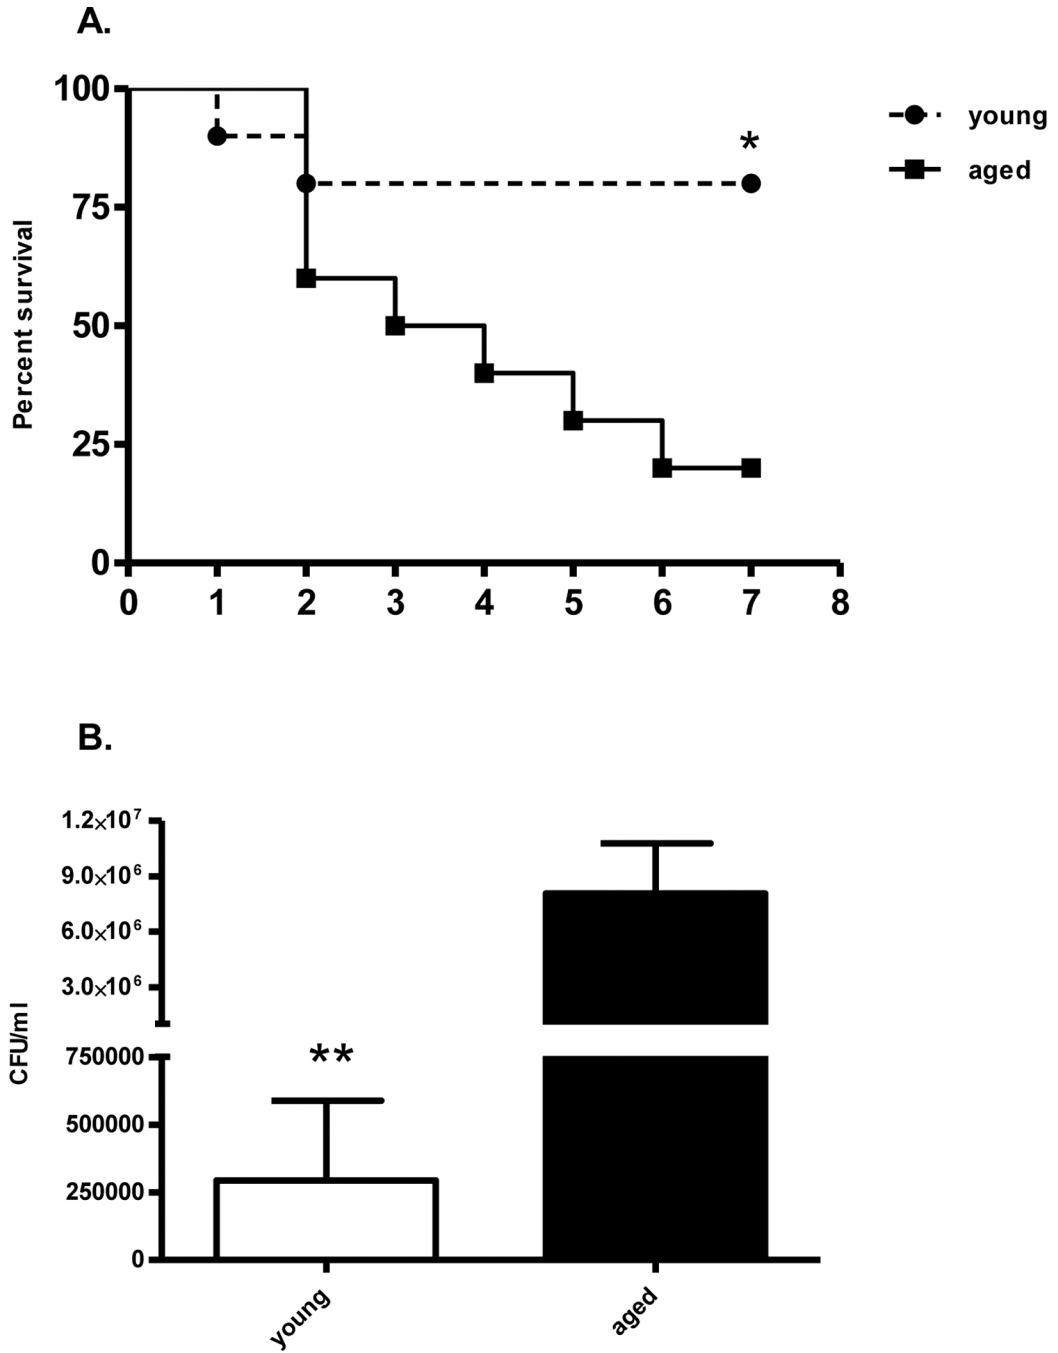 A.
100
75
50
25
0
Percent survival
0 1 2 3 4 5 6 7 8
*
young
aged
B.
1.2×10⁷
9.0×10⁶
6.0×10⁶
3.0×10⁶
750000
500000
250000
0
CFU/ml
**
young aged